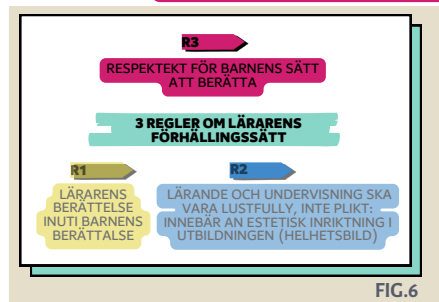 R3
RESPEKTEKT FÖR BARNENS SÄTT
ATT BERÄTTA
3 REGLER OM LÄRARENS
FÖRHÄLLINGSSÄTT
R1
LÄRARENS
BERÄTTELSE
INUTI BARNENS
BERÄTTALSE
R2
LÄRANDE OCH UNDERVISNING SKA
VARA LUSTFULLY, INTE PLIKT:
INNEBÄR AN ESTETISK INRIKTNING I
UTBILDNINGEN (HELHETSBILD)
FIG.6